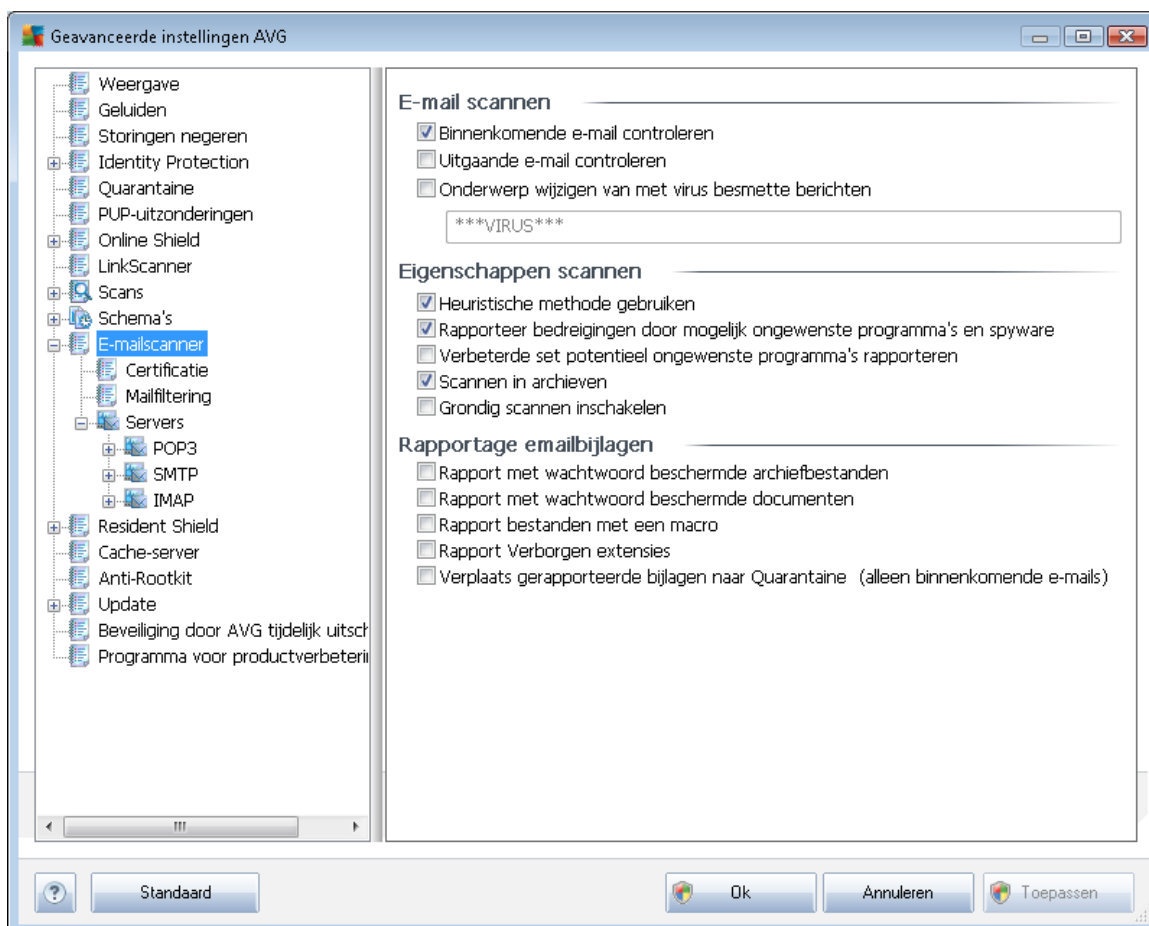 Geavanceerde instellingen AVG
Weergave
Geluiden
Storingen negeren
Identity Protection
Quarantaine
PUP-uitzonderingen
Online Shield
LinkScanner
Scans
Schema's
E-mailscanner
Certificatie
Mailfiltering
Servers
POP3
SMTP
IMAP
Resident Shield
Cache-server
Anti-Rootkit
Update
Beveiliging door AVG tijdelijk uitsch
Programma voor productverbeterin
E-mail scannen
Binnenkomende e-mail controleren
Uitgaande e-mail controleren
Onderwerp wijzigen van met virus besmette berichten
***VIRUS***
Eigenschappen scannen
Heuristische methode gebruiken
Rapporteer bedreigingen door mogelijk ongewenste programma's en spyware
Verbeterde set potentieel ongewenste programma's rapporteren
Scannen in archieven
Grondig scannen inschakelen
Rapportage emailbijlagen
Rapport met wachtwoord beschermde archiefbestanden
Rapport met wachtwoord beschermde documenten
Rapport bestanden met een macro
Rapport Verborgen extensies
Verplaats gerapporteerde bijlagen naar Quarantaine (alleen binnenkomende e-mails)
? Standaard Ok Annuleren Toepassen